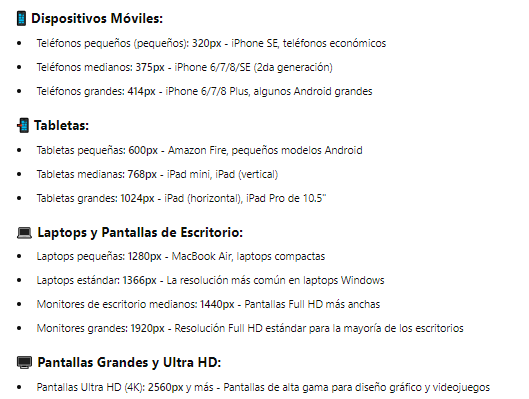 Dispositivos Móviles:
Teléfonos pequeños (pequeños): 320px - iPhone SE, teléfonos económicos
Teléfonos medianos: 375px - iPhone 6/7/8/SE (2da generación)
Teléfonos grandes: 414px - iPhone 6/7/8 Plus, algunos Android grandes
Tabletas:
Tabletas pequeñas: 600px - Amazon Fire, pequeños modelos Android
Tabletas medianas: 768px - iPad mini, iPad (vertical)
Tabletas grandes: 1024px - iPad (horizontal), iPad Pro de 10.5"
Laptops y Pantallas de Escritorio:
Laptops pequeñas: 1280px - MacBook Air, laptops compactas
Laptops estándar: 1366px - La resolución más común en laptops Windows
Monitores de escritorio medianos: 1440px - Pantallas Full HD más anchas
Monitores grandes: 1920px - Resolución Full HD estándar para la mayoría de los escritorios
Pantallas Grandes y Ultra HD:
Pantallas Ultra HD (4K): 2560px y más - Pantallas de alta gama para diseño gráfico y videojuegos